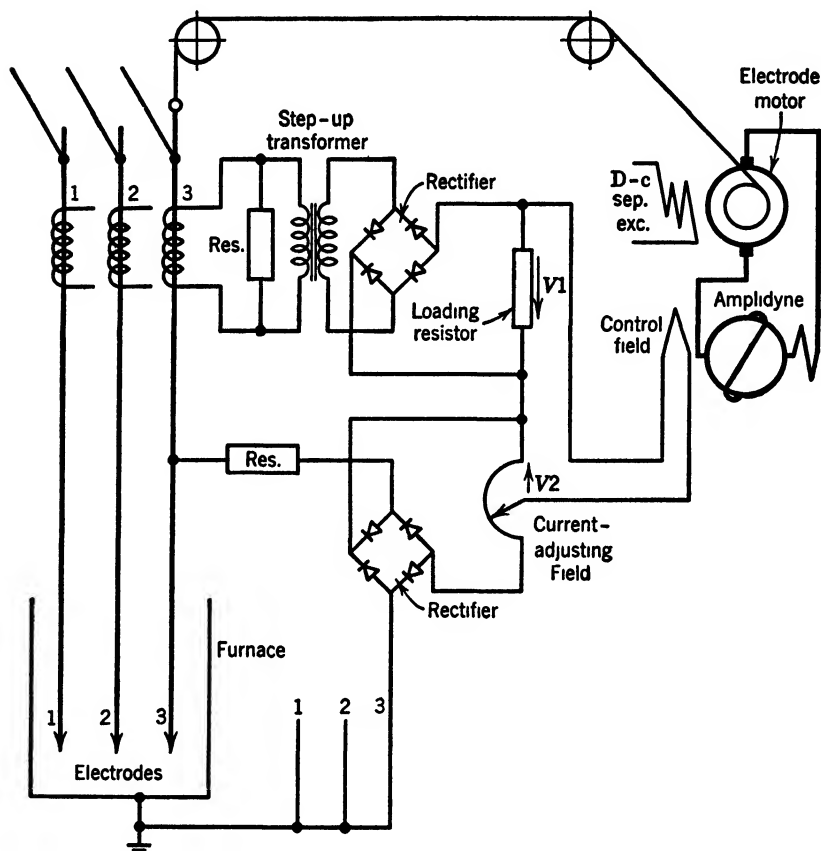 Electrode
motor
Step-up
transformer
1
2
3
Rectifier
D-c
sep.
exc.
Res.
V1
Loading
resistor
Control
field
Amplidyne
Res.
V2
Current-
adjusting
Field
Rectifier
Furnace
1
2
3
1
2
3
Electrodes